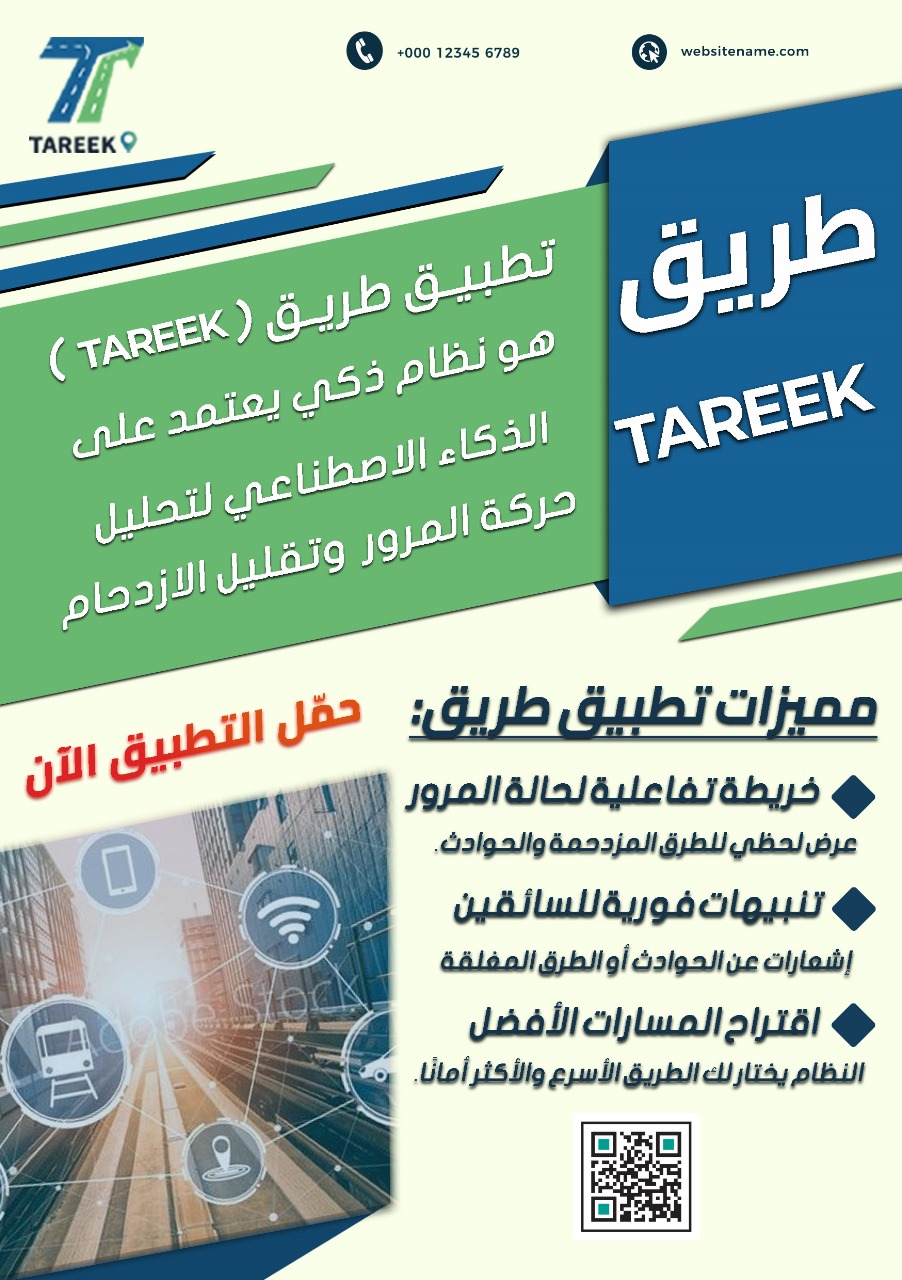 TAREEK
+000 12345 6789
websitename.com
طريق
TAREEK
تطبيق طريق ( TAREEK )
هو نظام ذكي يعتمد على
الذكاء الاصطناعي لتحليل
حركة المرور وتقليل الازدحام
حمّل التطبيق الآن
مميزات تطبيق طريق:
خريطة تفاعلية لحالة المرور
عرض لحظي للطرق المزدحمة والحوادث.
تنبيهات فورية للسائقين
إشعارات عن الحوادث أو الطرق المغلقة
اقتراح المسارات الأفضل
النظام يختار لك الطريق الأسرع والأكثر أمانًا.
Adobe Stock